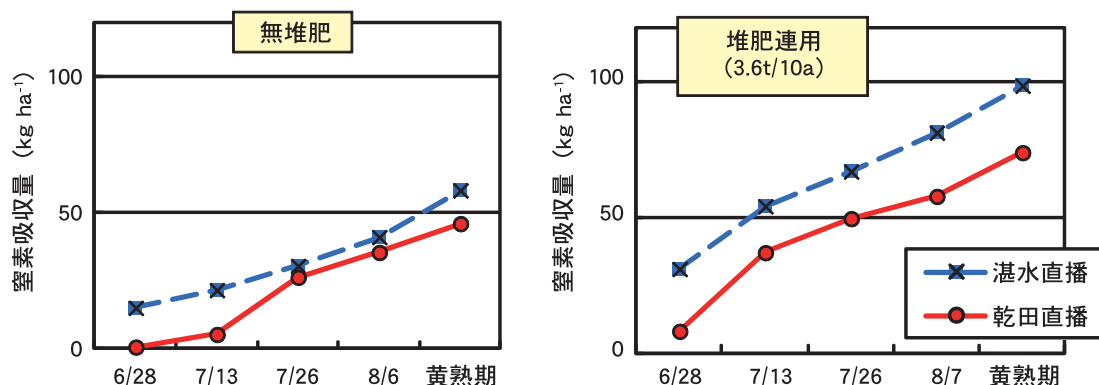 無堆肥
窒素吸収量（kg ha⁻¹）
100
50
0
6/28 7/13 7/26 8/6 黄熟期
堆肥連用
（3.6t/10a）
窒素吸収量（kg ha⁻¹）
100
50
0
6/28 7/13 7/26 8/7 黄熟期
湛水直播
乾田直播